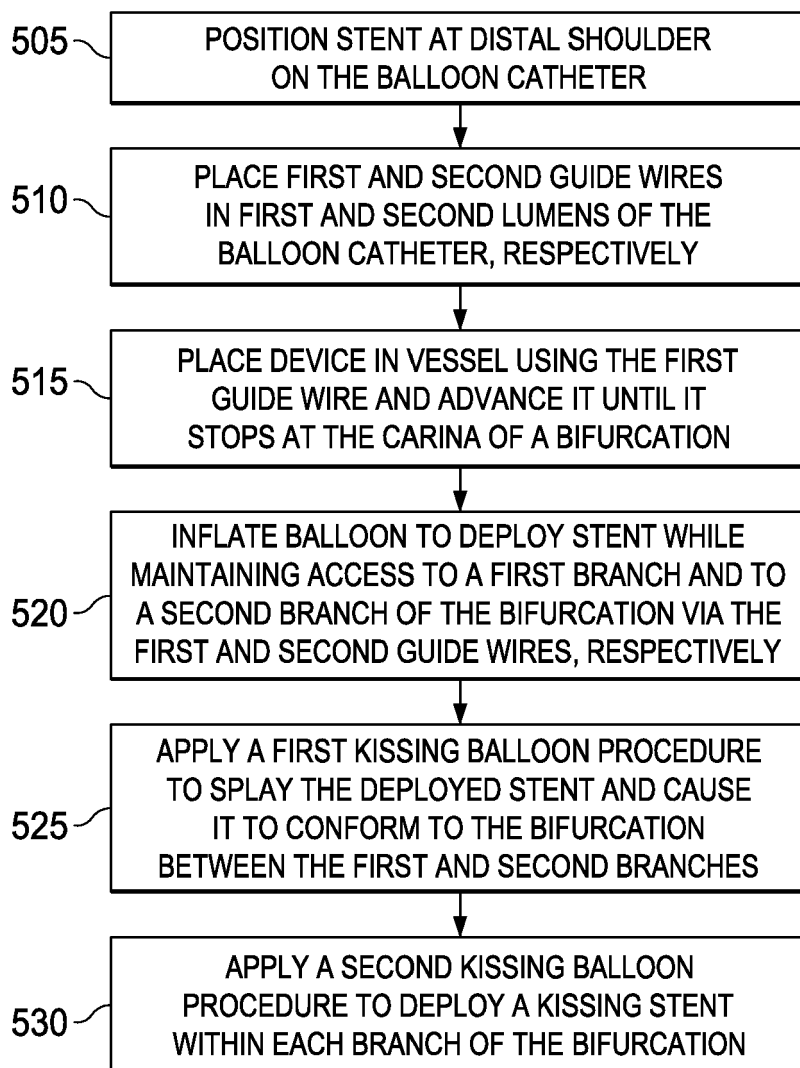 505
POSITION STENT AT DISTAL SHOULDER
ON THE BALLOON CATHETER
510
PLACE FIRST AND SECOND GUIDE WIRES
IN FIRST AND SECOND LUMENS OF THE
BALLOON CATHETER, RESPECTIVELY
515
PLACE DEVICE IN VESSEL USING THE FIRST
GUIDE WIRE AND ADVANCE IT UNTIL IT
STOPS AT THE CARINA OF A BIFURCATION
520
INFLATE BALLOON TO DEPLOY STENT WHILE
MAINTAINING ACCESS TO A FIRST BRANCH AND TO
A SECOND BRANCH OF THE BIFURCATION VIA THE
FIRST AND SECOND GUIDE WIRES, RESPECTIVELY
525
APPLY A FIRST KISSING BALLOON PROCEDURE
TO SPLAY THE DEPLOYED STENT AND CAUSE
IT TO CONFORM TO THE BIFURCATION
BETWEEN THE FIRST AND SECOND BRANCHES
530
APPLY A SECOND KISSING BALLOON
PROCEDURE TO DEPLOY A KISSING STENT
WITHIN EACH BRANCH OF THE BIFURCATION